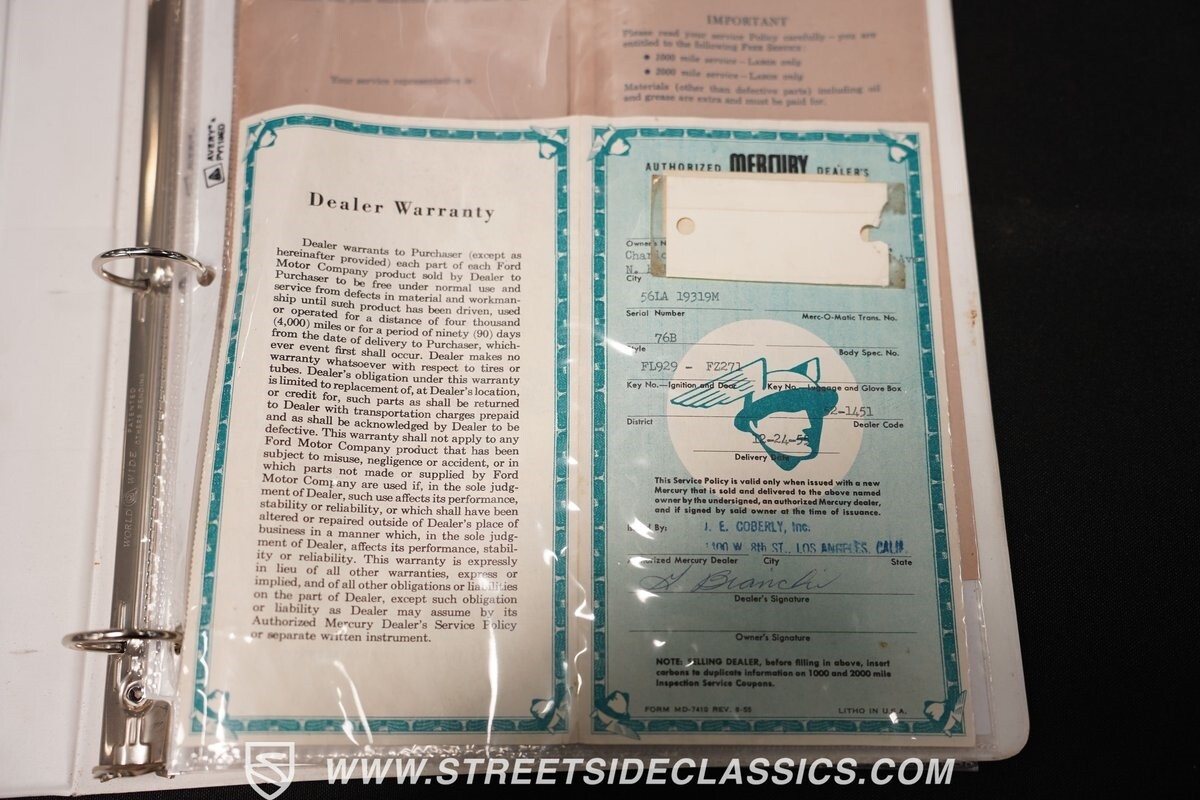 IMPORTANT
Please read your service Policy carefully — you are
entitled to the following Free Service:
• 1000 mile service — Labor only
• 2000 mile service — Labor only
Materials (other than defective parts) including oil
and grease are extra and must be paid for.
Your service representative is
AVERY
WORLD WIDE
PATENTED
Dealer Warranty
Dealer warrants to Purchaser (except as
hereinafter provided) each part of each Ford
Motor Company product sold by Dealer to
Purchaser to be free under normal use and
service from defects in material and workman-
ship until such product has been driven, used
or operated for a distance of four thousand
(4,000) miles or for a period of ninety (90) days
from the date of delivery to Purchaser, which-
ever event first shall occur. Dealer makes no
warranty whatsoever with respect to tires or
tubes. Dealer's obligation under this warranty
is limited to replacement of, at Dealer's location,
or credit for, such parts as shall be returned
to Dealer with transportation charges prepaid
and as shall be acknowledged by Dealer to be
defective. This warranty shall not apply to any
Ford Motor Company product that has been
subject to misuse, negligence or accident, or in
which parts not made or supplied by Ford
Motor Company are used if, in the sole judg-
ment of Dealer, such use affects its performance,
stability or reliability, or which shall have been
altered or repaired outside of Dealer's place of
business in a manner which, in the sole judg-
ment of Dealer, affects its performance, stabil-
ity or reliability. This warranty is expressly
in lieu of all other warranties, express or
implied, and of all other obligations or liabilities
on the part of Dealer, except such obligation
or liability as Dealer may assume by its
Authorized Mercury Dealer's Service Policy
or separate written instrument.
AUTHORIZED MERCURY DEALER'S
Owner's N
City
56LA 19319M
Serial Number Merc-O-Matic Trans. No.
76B
Style Body Spec. No.
FL929 - FZ271
Key No.—Ignition and Door Key No.—Luggage and Glove Box
62-1451
District Dealer Code
12-24-55
Delivery Date
This Service Policy is valid only when issued with a new
Mercury that is sold and delivered to the above named
owner by the undersigned, an authorized Mercury dealer,
and if signed by said owner at the time of issuance.
Issued By: J. E. COBERLY, Inc.
1300 W. 8th ST., LOS ANGELES, CALIF.
Authorized Mercury Dealer City State
Bianchi
Dealer's Signature
Owner's Signature
NOTE: SELLING DEALER, before filling in above, insert
carbons to duplicate information on 1000 and 2000 mile
Inspection Service Coupons.
FORM MD-7410 REV. 6-55 LITHO IN U.S.A.
S WWW.STREETSIDECLASSICS.COM